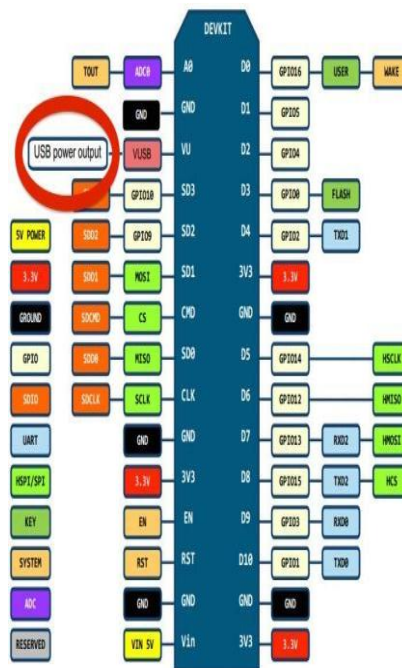 DEVKIT
TOUT ADC0 A0 D0 GPIO16 USER WAKE
GND GND D1 GPIO5
USB power output VUSB VU D2 GPIO4
GPIO10 SD3 D3 GPIO0 FLASH
5V POWER SDD2 GPIO9 SD2 D4 GPIO2 TXD1
3.3V SDD1 MOSI SD1 3V3 3.3V
GROUND SDCMD CS CMD GND GND
GPIO SDD0 MISO SD0 D5 GPIO14 HSCLK
SDIO SDCLK SCLK CLK D6 GPIO12 HMISO
UART GND GND D7 GPIO13 RXD2 HMOSI
HSPI/SPI 3.3V 3V3 D8 GPIO15 TXD2 HCS
KEY EN EN D9 GPIO3 RXD0
SYSTEM RST RST D10 GPIO1 TXD0
ADC GND GND GND GND
RESERVED VIN 5V Vin 3V3 3.3V